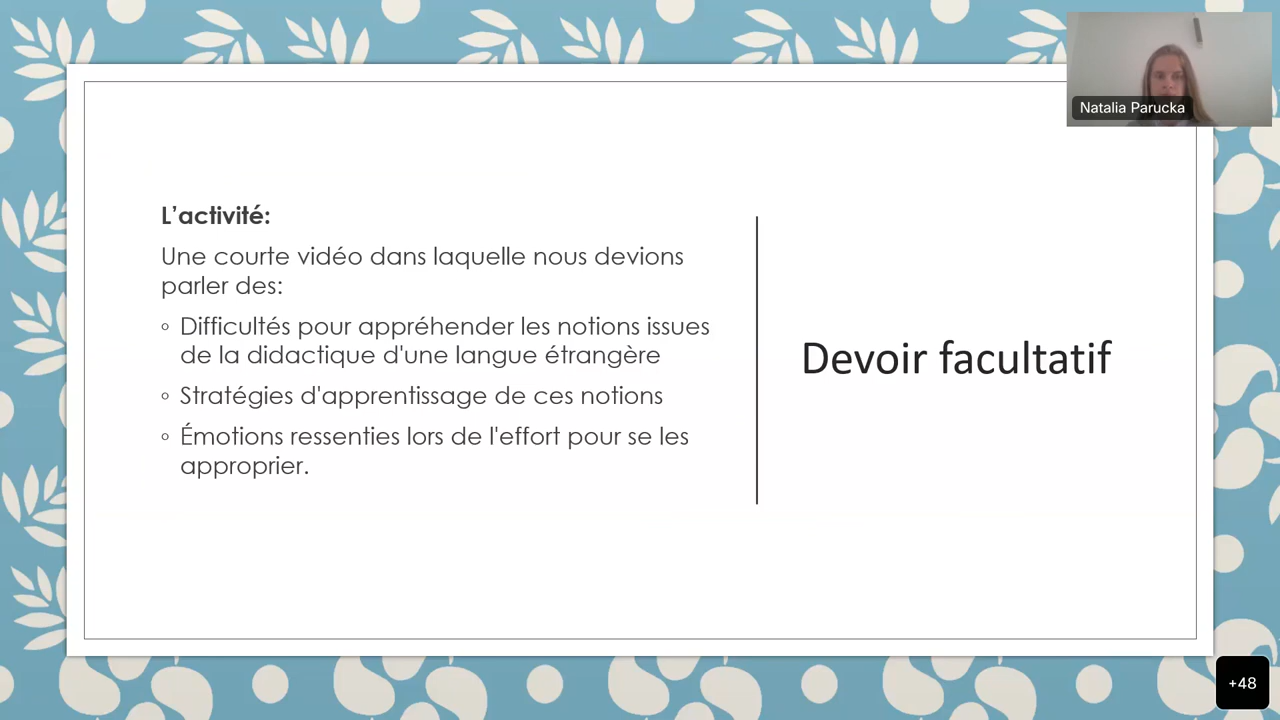 Natalia Parucka
L’activité:
Une courte vidéo dans laquelle nous devions
parler des:
◦ Difficultés pour appréhender les notions issues
de la didactique d'une langue étrangère
◦ Stratégies d'apprentissage de ces notions
◦ Émotions ressenties lors de l'effort pour se les
approprier.
Devoir facultatif
+48